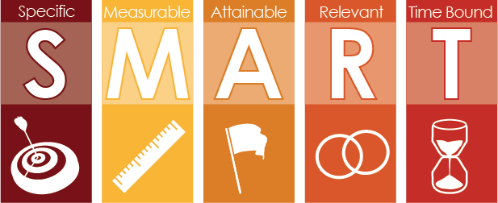 Specific Measurable Attainable Relevant Time Bound
S M A R T